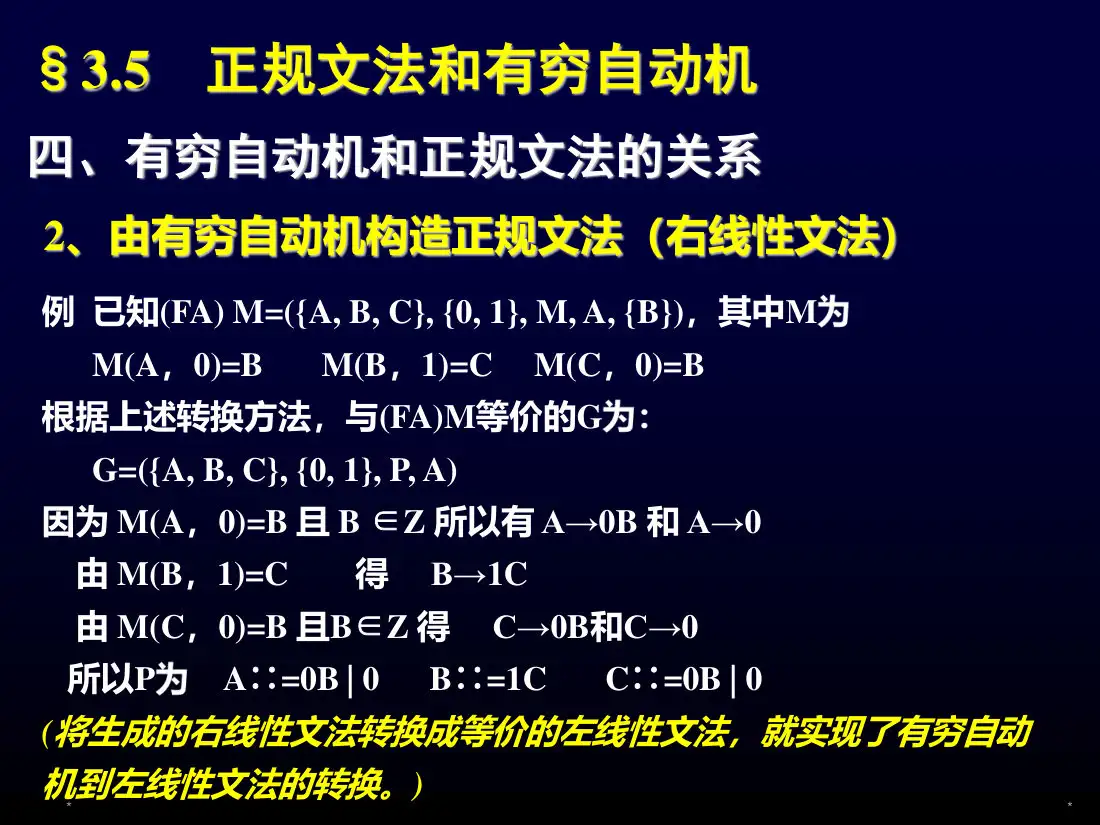 §3.5 正规文法和有穷自动机
四、有穷自动机和正规文法的关系
2、由有穷自动机构造正规文法（右线性文法）
例 已知(FA) M=({A, B, C}, {0, 1}, M, A, {B})，其中M为
M(A，0)=B M(B，1)=C M(C，0)=B
根据上述转换方法，与(FA)M等价的G为：
G=({A, B, C}, {0, 1}, P, A)
因为 M(A，0)=B 且 B ∈Z 所以有 A→0B 和 A→0
由 M(B，1)=C 得 B→1C
由 M(C，0)=B 且B∈Z 得 C→0B和C→0
所以P为 A∷=0B | 0 B∷=1C C∷=0B | 0
(将生成的右线性文法转换成等价的左线性文法，就实现了有穷自动
机到左线性文法的转换。)
* *